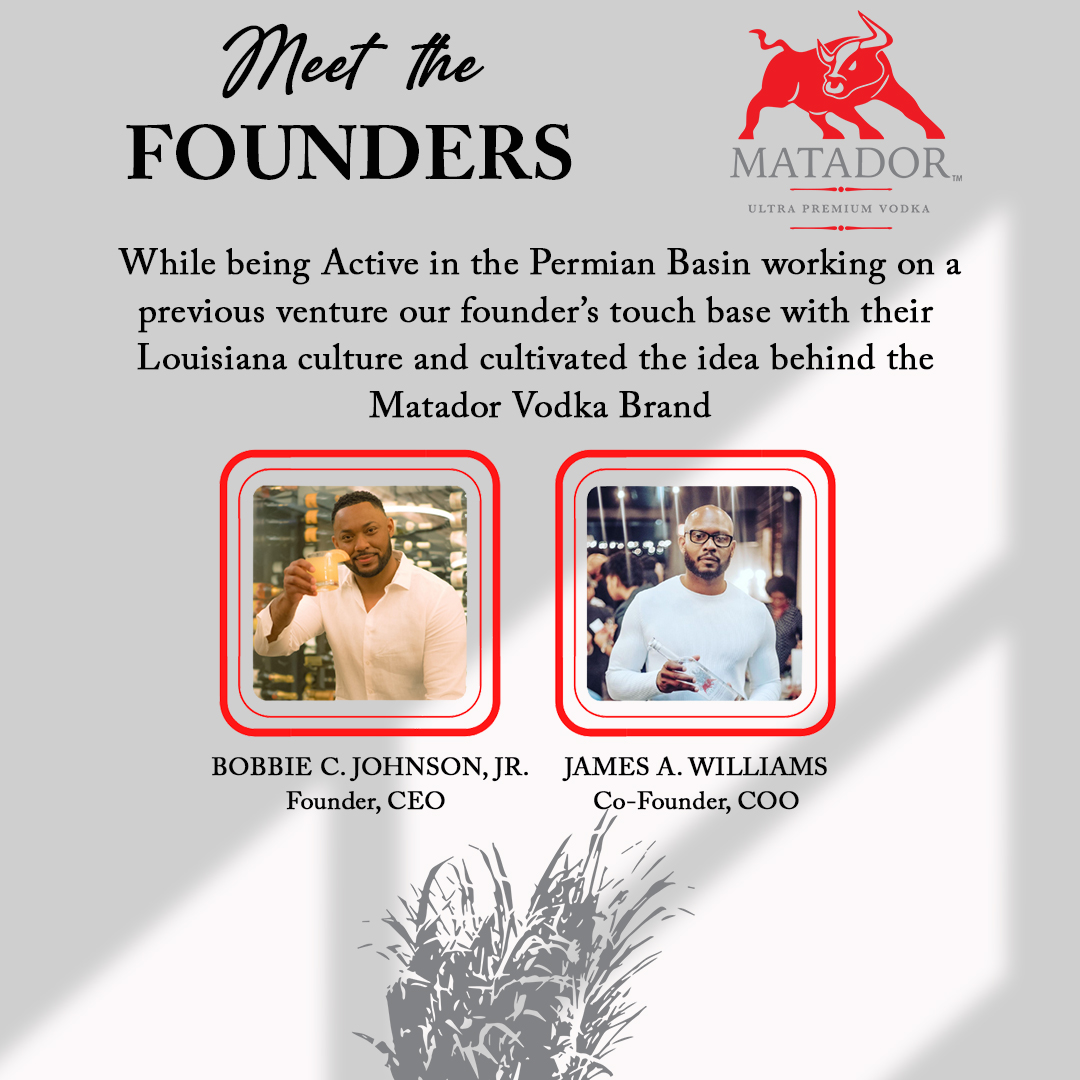 Meet the
FOUNDERS
MATADOR™
ULTRA PREMIUM VODKA
While being Active in the Permian Basin working on a
previous venture our founder’s touch base with their
Louisiana culture and cultivated the idea behind the
Matador Vodka Brand
BOBBIE C. JOHNSON, JR.
Founder, CEO
JAMES A. WILLIAMS
Co-Founder, COO